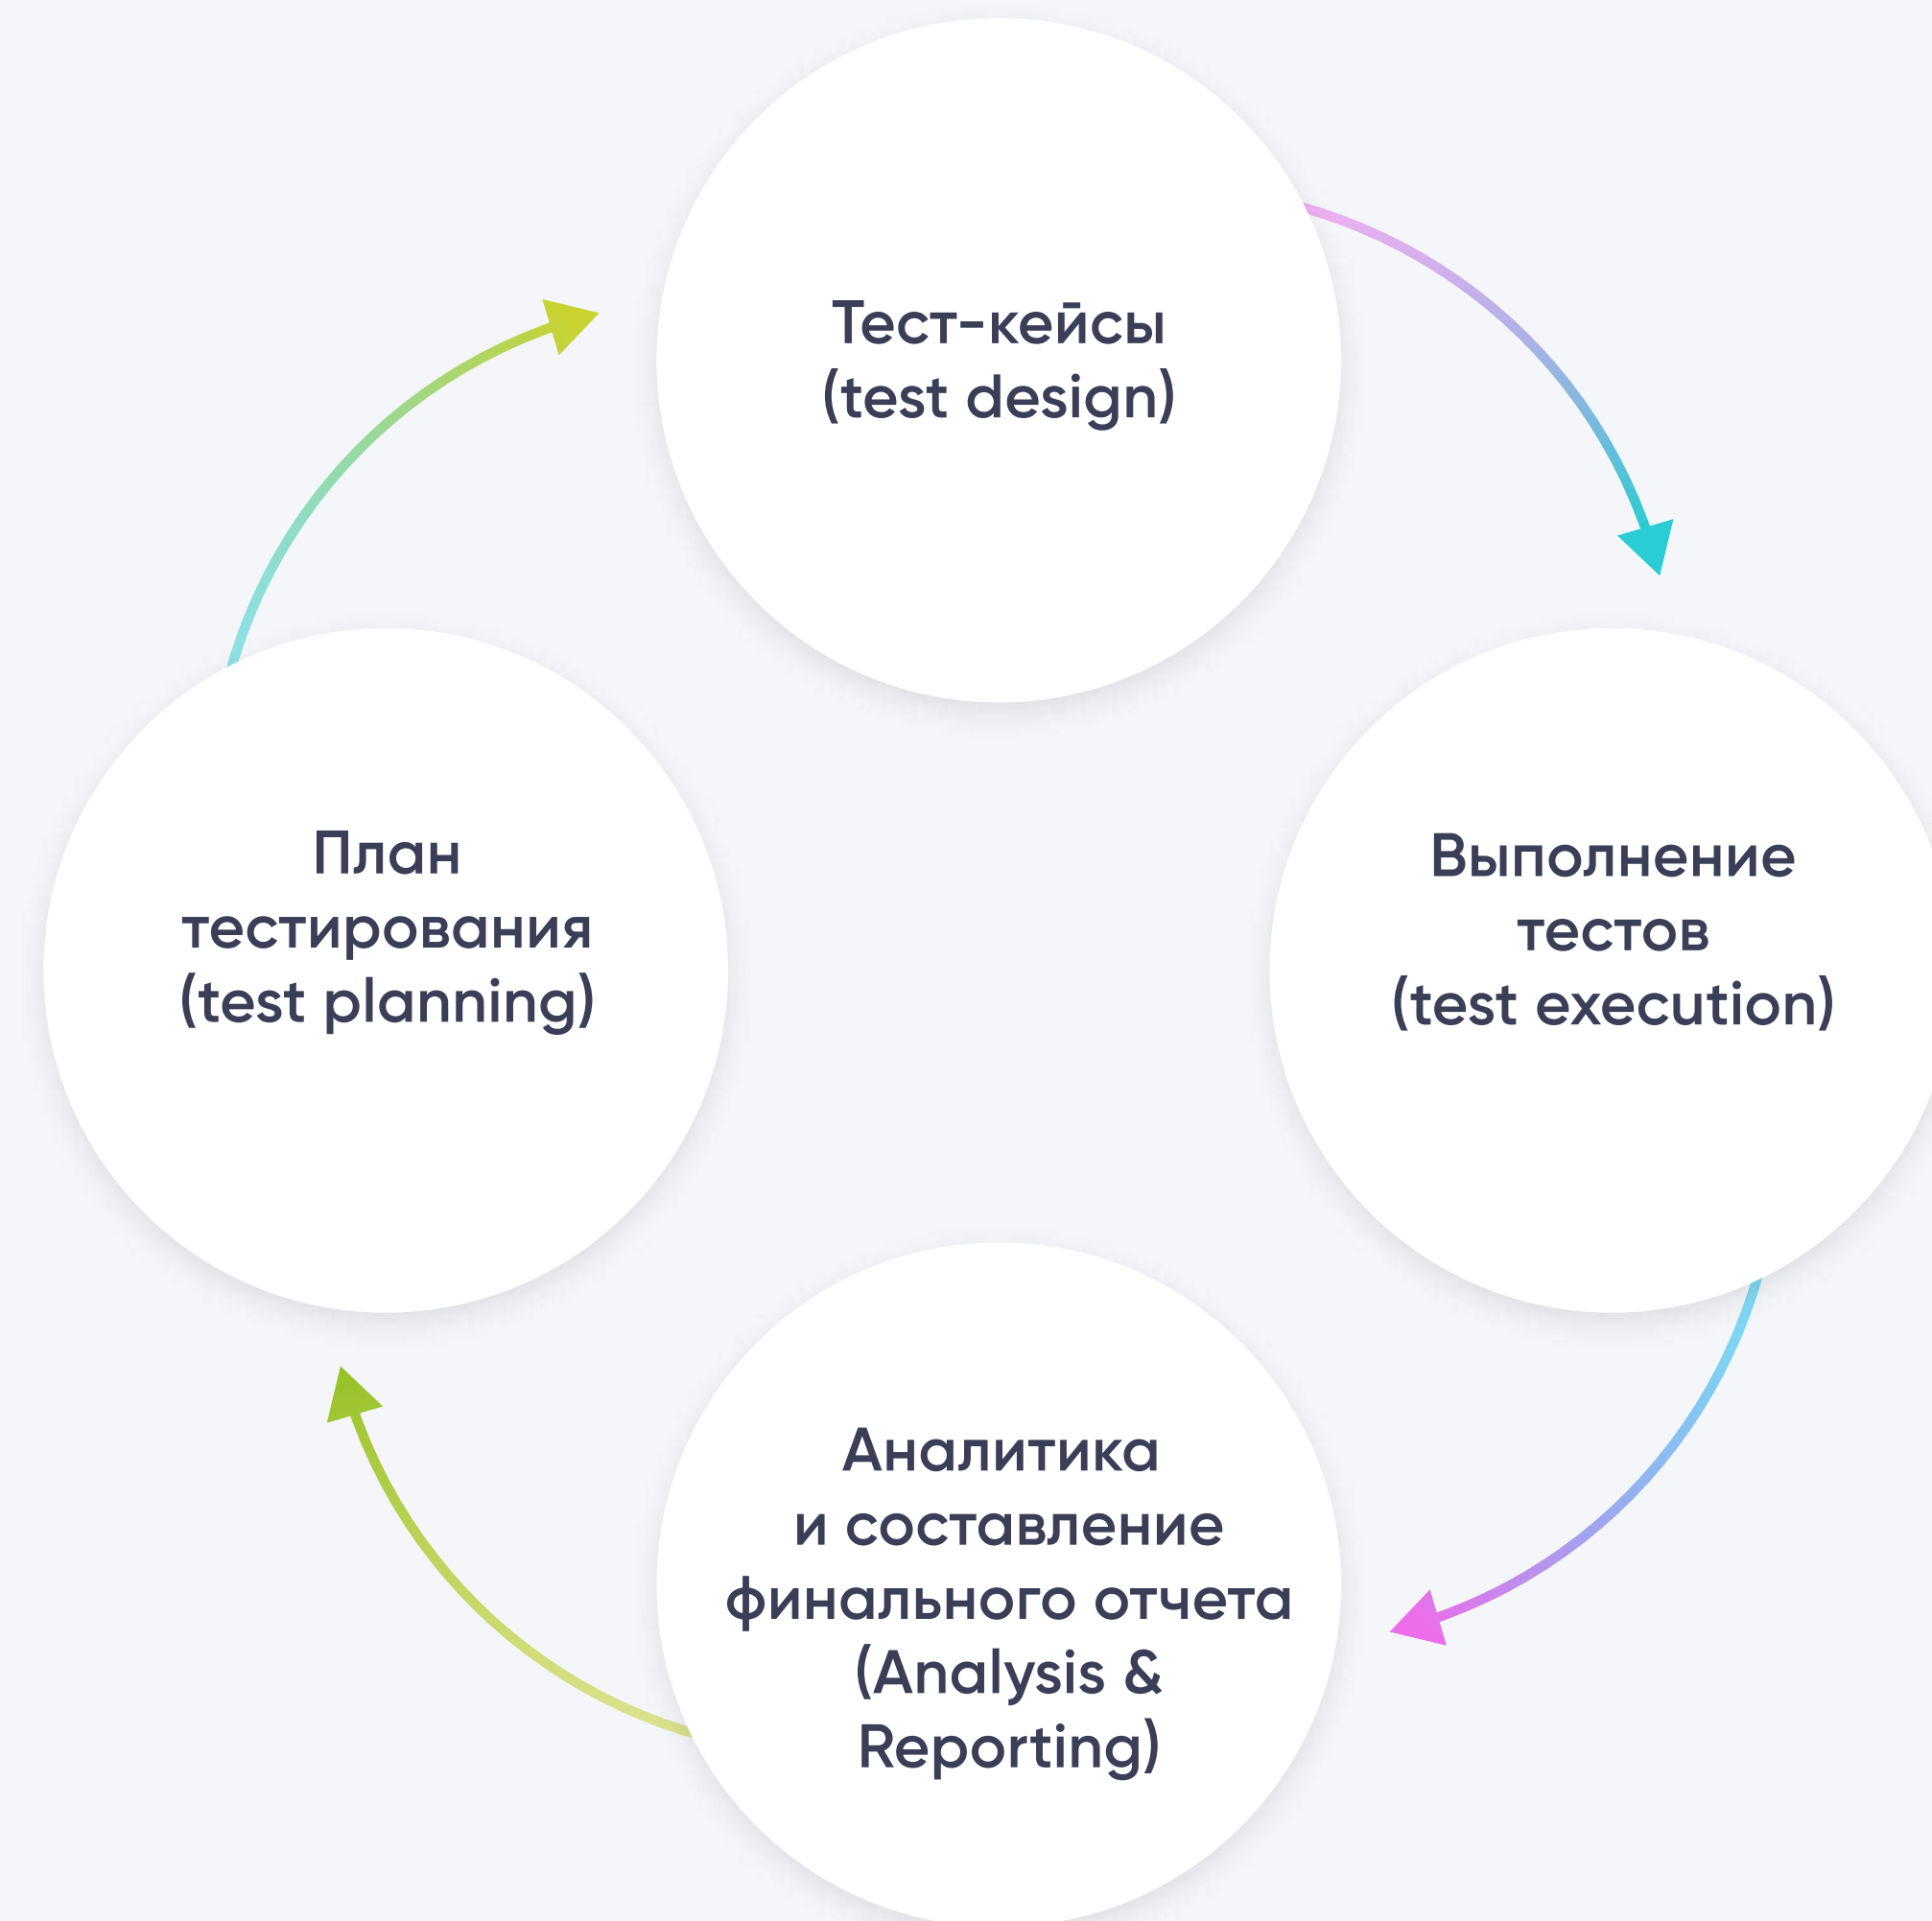 Тест-кейсы
(test design)
План
тестирования
(test planning)
Выполнение
тестов
(test execution)
Аналитика
и составление
финального отчета
(Analysis &
Reporting)